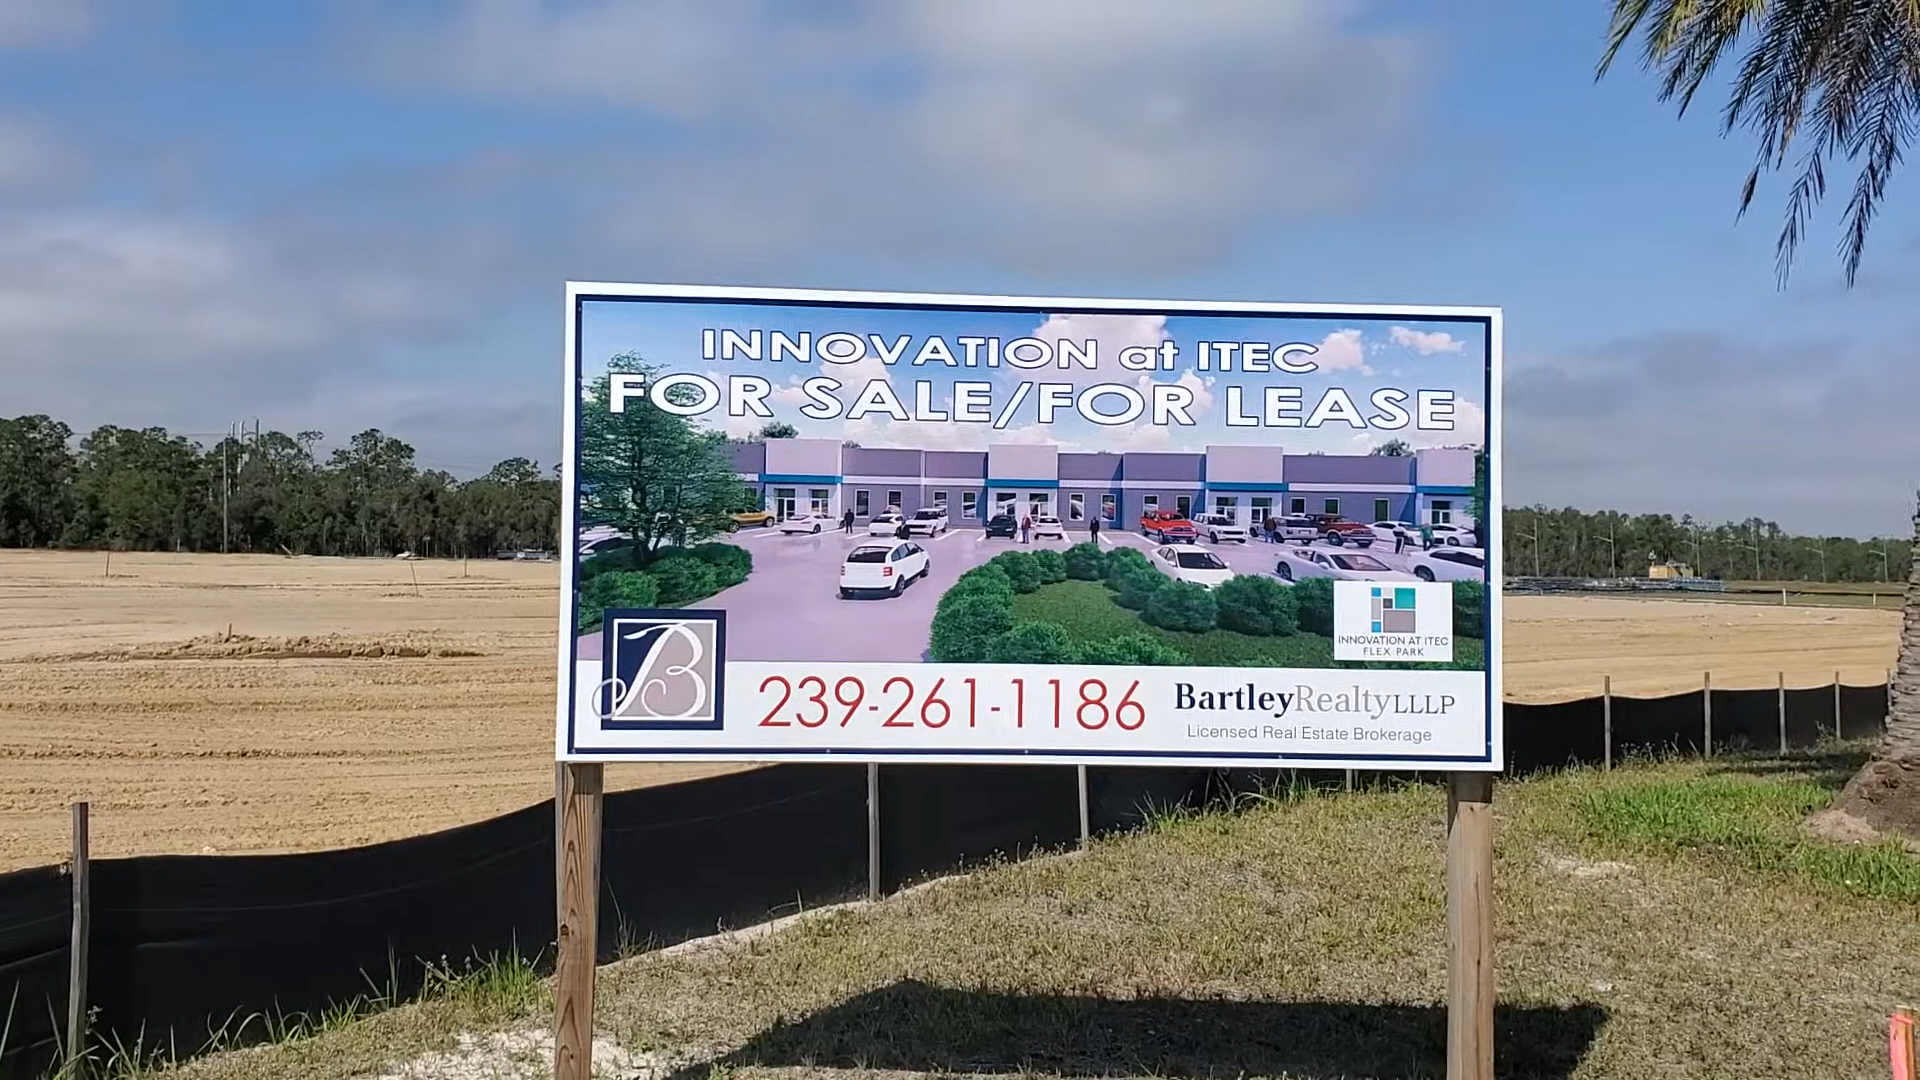 INNOVATION at ITEC
FOR SALE/FOR LEASE
INNOVATION AT ITEC
FLEX PARK
B
239-261-1186
BartleyRealtyLLLP
Licensed Real Estate Brokerage